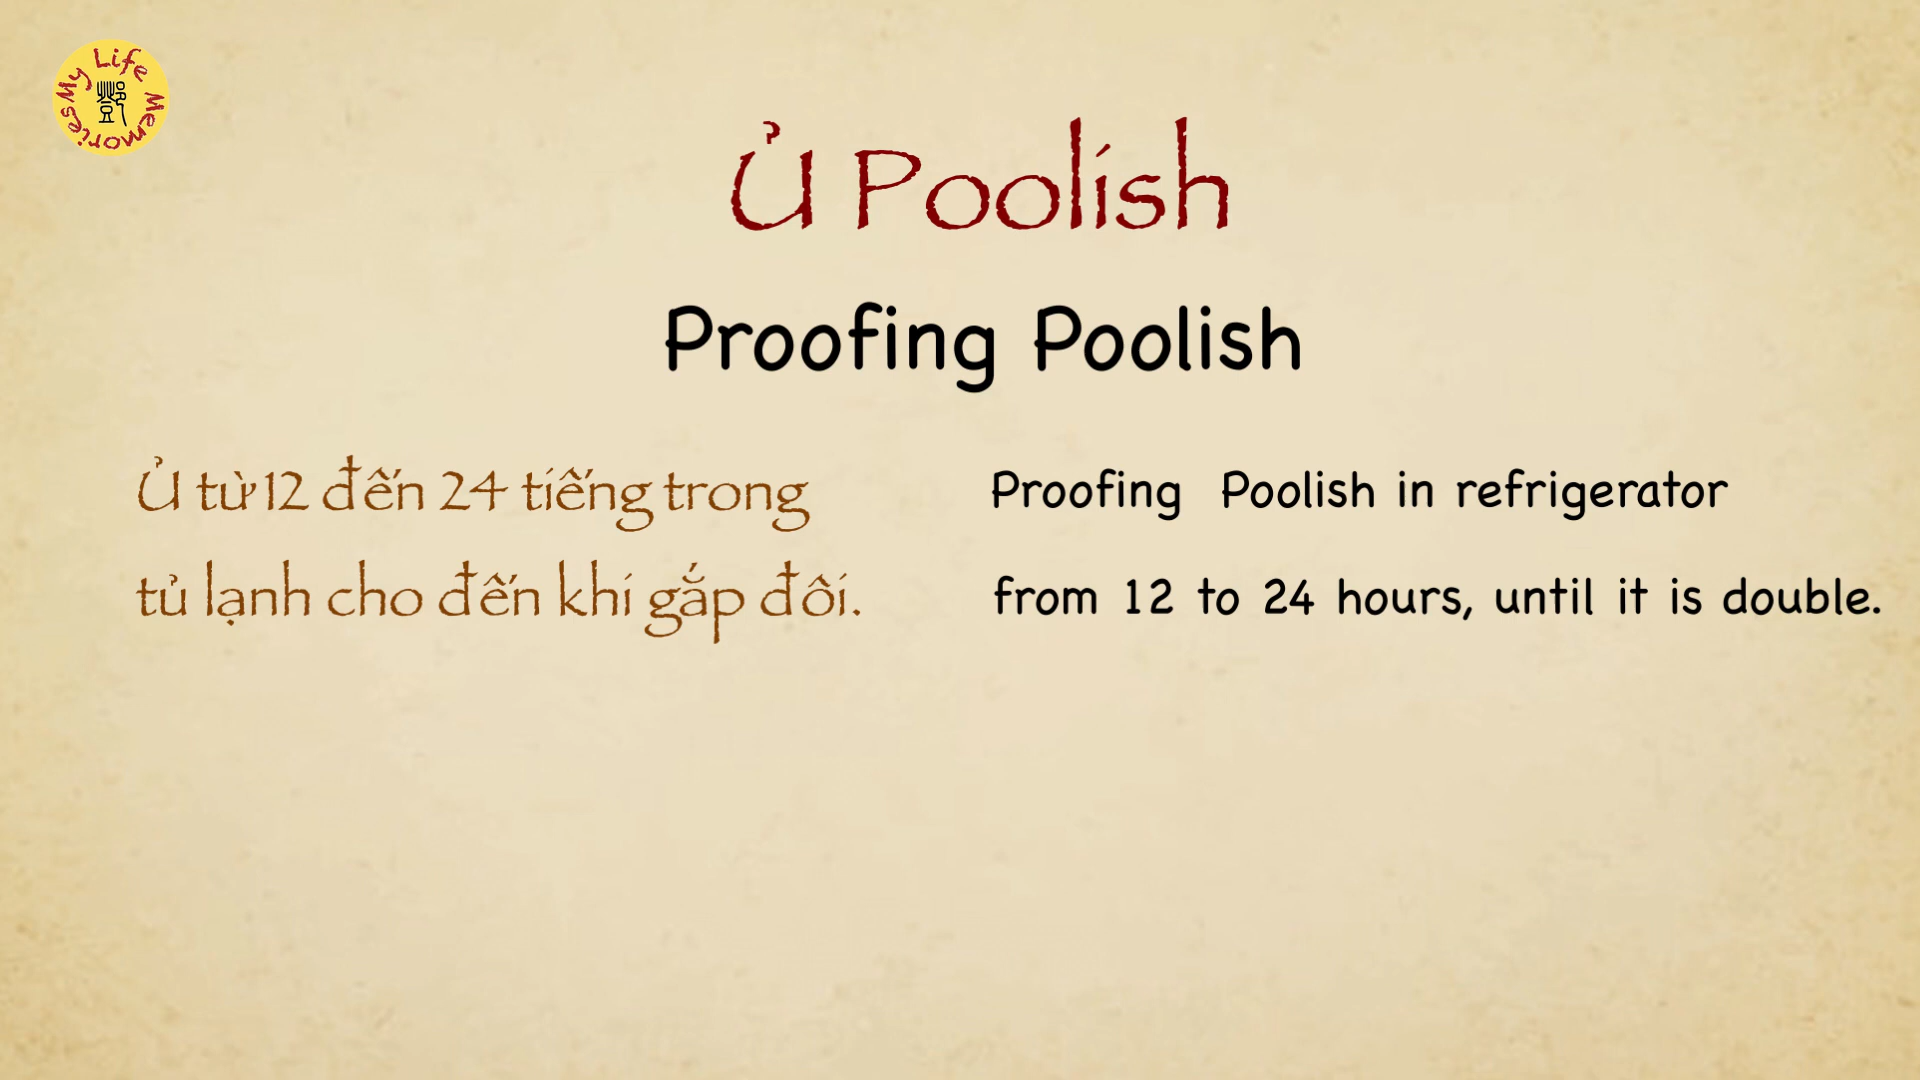 My Life Memories
Ủ Poolish
Proofing Poolish
Ủ từ 12 đến 24 tiếng trong
tủ lạnh cho đến khi gắp đôi.
Proofing Poolish in refrigerator
from 12 to 24 hours, until it is double.